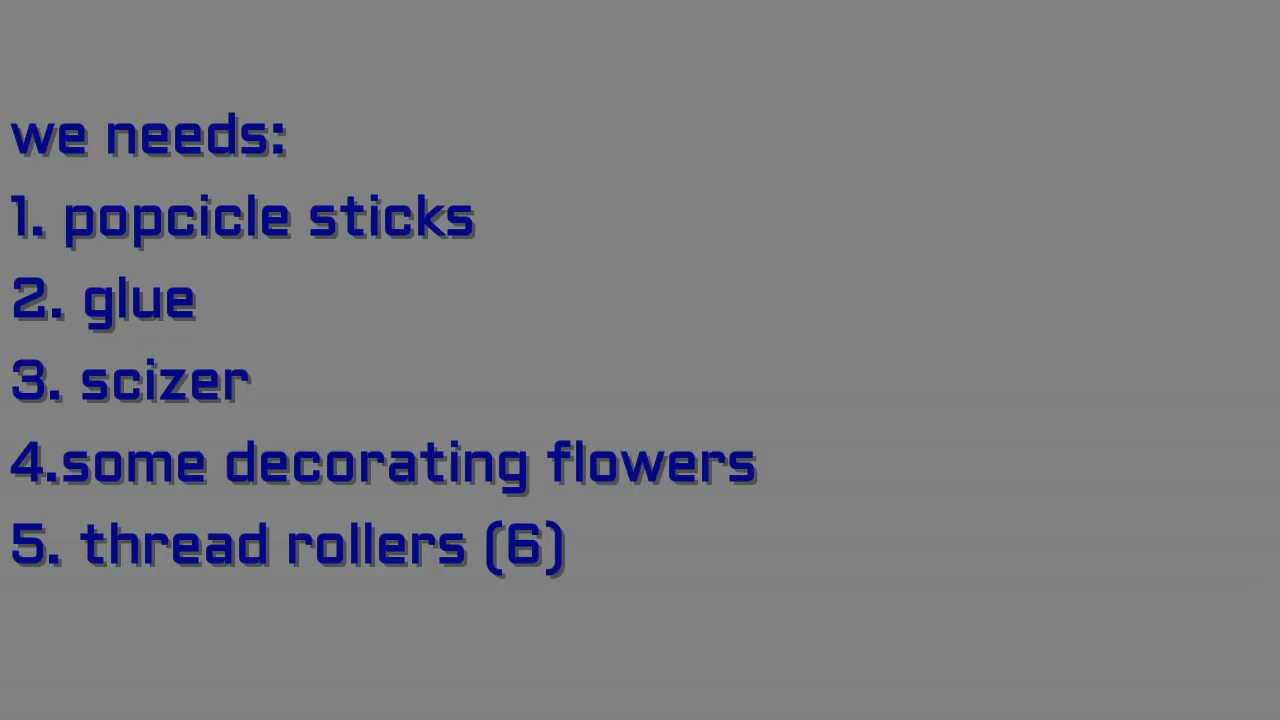 we needs:
1. popcicle sticks
2. glue
3. scizer
4.some decorating flowers
5. thread rollers (6)